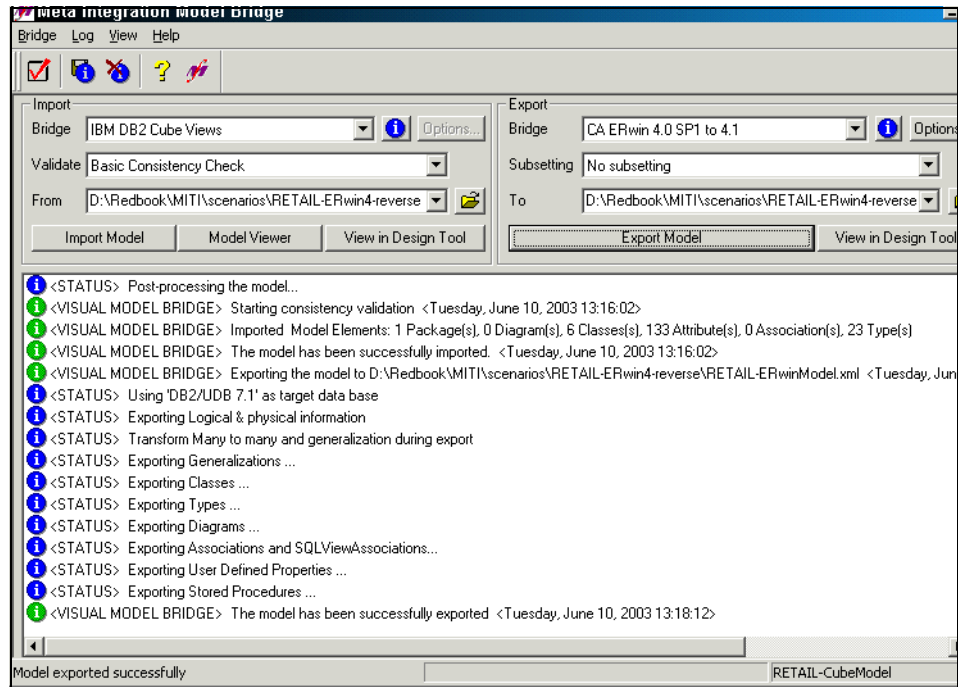 Meta Integration Model Bridge
Bridge Log View Help
Import
Bridge IBM DB2 Cube Views Options...
Validate Basic Consistency Check
From D:\Redbook\MITI\scenarios\RETAIL-ERwin4-reverse
Import Model Model Viewer View in Design Tool
Export
Bridge CA ERwin 4.0 SP1 to 4.1 Options
Subsetting No subsetting
To D:\Redbook\MITI\scenarios\RETAIL-ERwin4-reverse
Export Model View in Design Tool
<STATUS> Post-processing the model...
<VISUAL MODEL BRIDGE> Starting consistency validation <Tuesday, June 10, 2003 13:16:02>
<VISUAL MODEL BRIDGE> Imported Model Elements: 1 Package(s), 0 Diagram(s), 6 Classes(s), 133 Attribute(s), 0 Association(s), 23 Type(s)
<VISUAL MODEL BRIDGE> The model has been successfully imported. <Tuesday, June 10, 2003 13:16:02>
<VISUAL MODEL BRIDGE> Exporting the model to D:\Redbook\MITI\scenarios\RETAIL-ERwin4-reverse\RETAIL-ERwinModel.xml <Tuesday, Jun
<STATUS> Using 'DB2/UDB 7.1' as target data base
<STATUS> Exporting Logical & physical information
<STATUS> Transform Many to many and generalization during export
<STATUS> Exporting Generalizations ...
<STATUS> Exporting Classes ...
<STATUS> Exporting Types ...
<STATUS> Exporting Diagrams ...
<STATUS> Exporting Associations and SQLViewAssociations...
<STATUS> Exporting User Defined Properties ...
<STATUS> Exporting Stored Procedures ...
<VISUAL MODEL BRIDGE> The model has been successfully exported <Tuesday, June 10, 2003 13:18:12>
Model exported successfully RETAIL-CubeModel